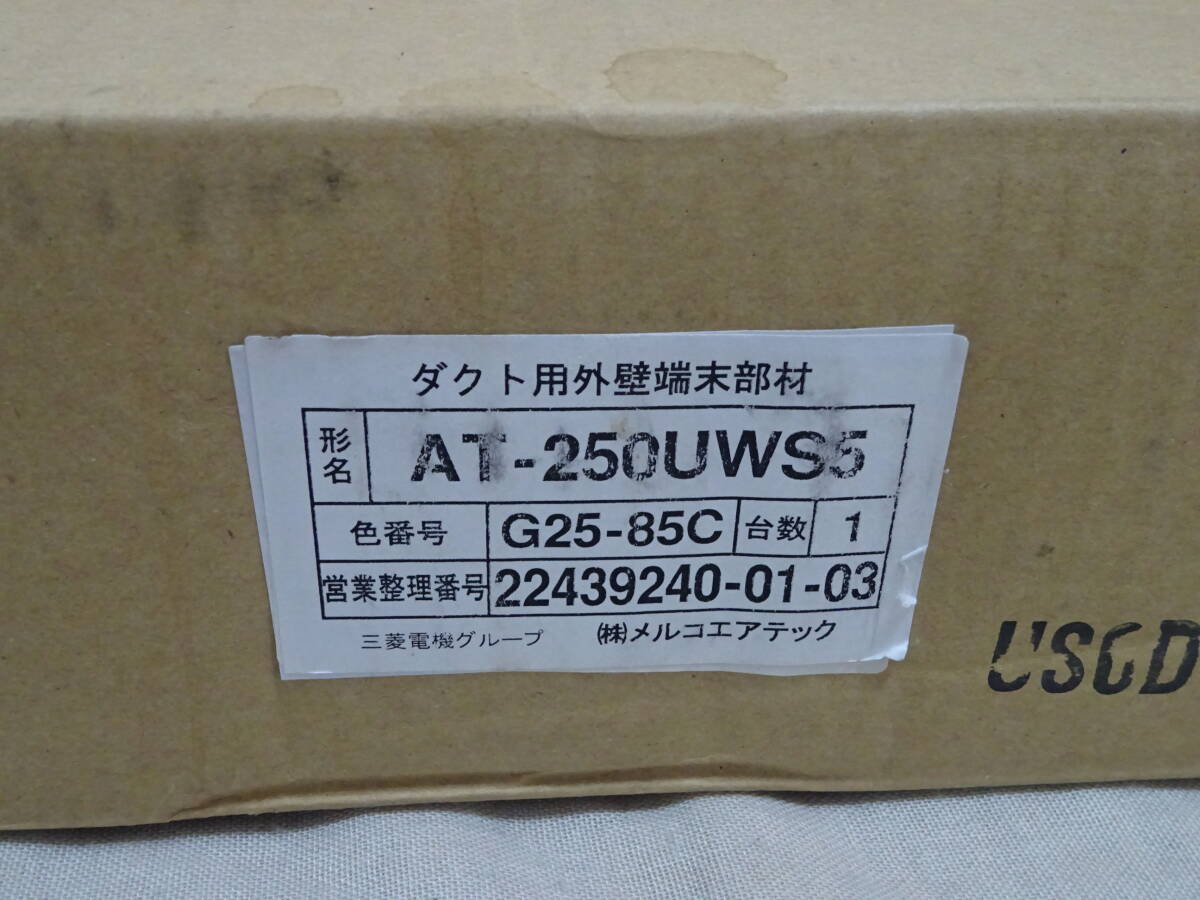 ダクト用外壁端末部材
形名 AT-250UWS5
色番号 G25-85C 台数 1
営業整理番号 22439240-01-03
三菱電機グループ ㈱メルコエアテック